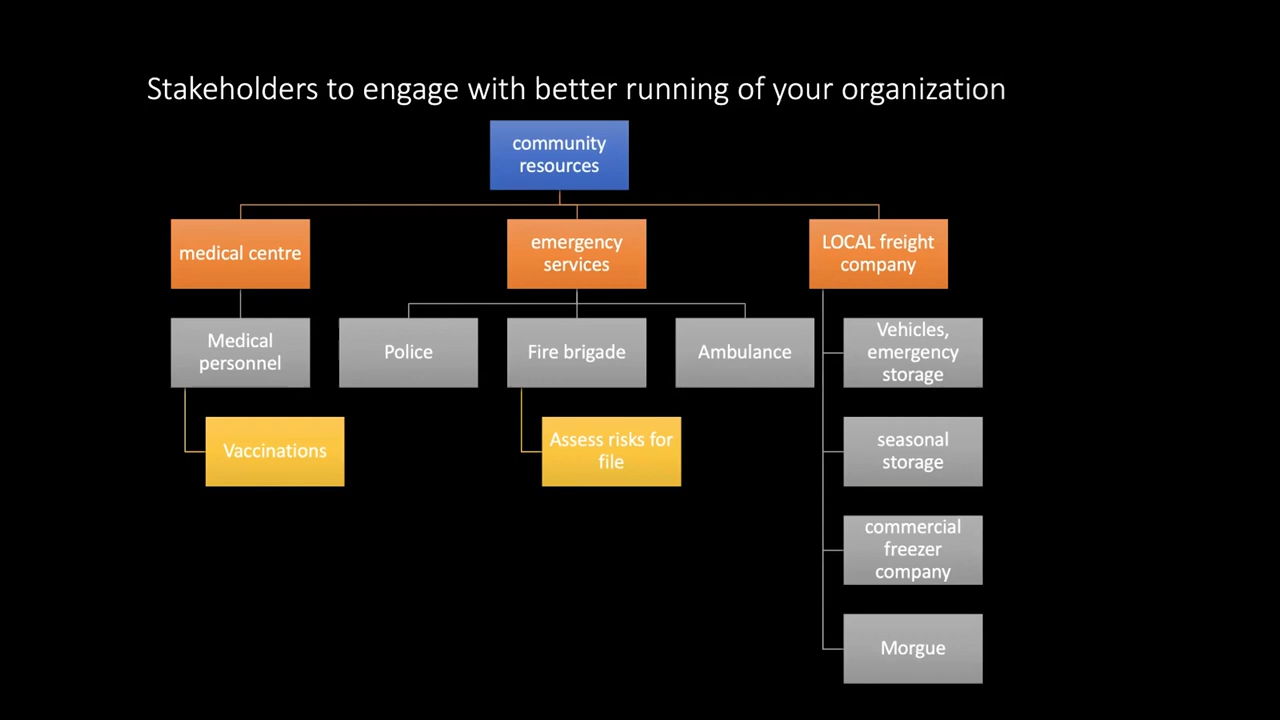 Stakeholders to engage with better running of your organization
community
resources
medical centre
emergency
services
LOCAL freight
company
Medical
personnel
Police
Fire brigade
Ambulance
Vehicles,
emergency
storage
Vaccinations
Assess risks for
file
seasonal
storage
commercial
freezer
company
Morgue